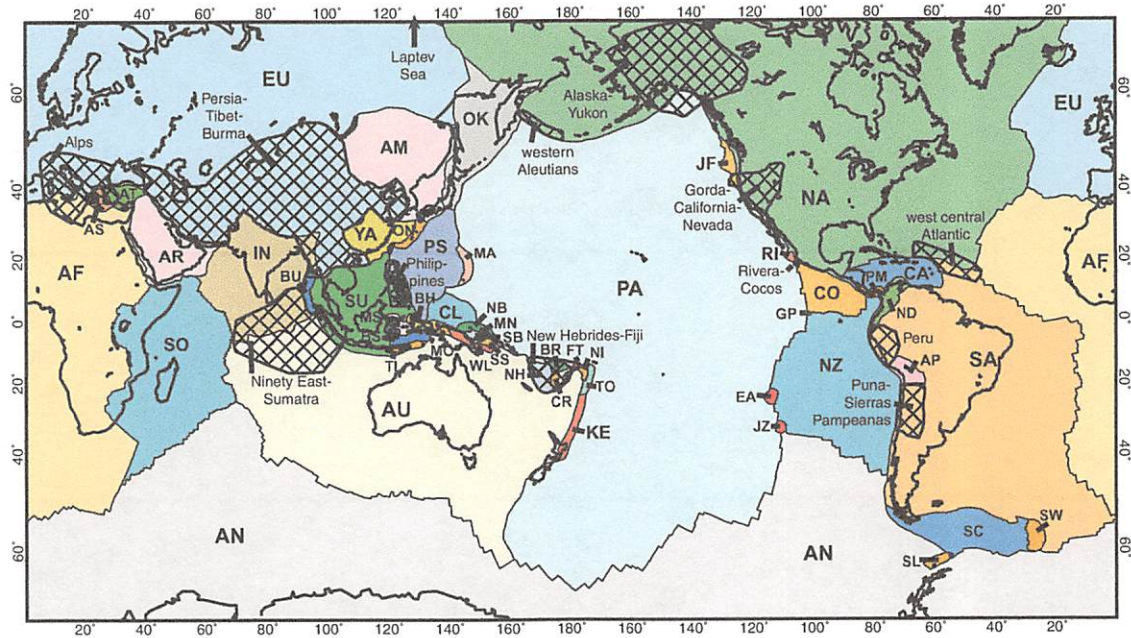 20° 40° 60° 80° 100° 120° 140° 160° 180° 160° 140° 120° 100° 80° 60° 40° 20°
Laptev
Sea
EU
Persia-
Tibet-
Burma
Alps
60°
40°
20°
0°
20°
40°
60°
AM
OK
Alaska-
Yukon
western
Aleutians
JF
Gorda-
California-
Nevada
NA
west central
Atlantic
EU
60°
40°
20°
0°
20°
40°
60°
AT
AS
AR
AF
IN
BU
YA
ON
PS
MA
Philip-
pines
BH
SU
MS
BS
CL
NB
MN
SB
SS
WL
MO
TI
New Hebrides-Fiji
BR
FT
NI
NH
CR
TO
KE
SO
Ninety East-
Sumatra
AU
PA
RI
Rivera-
Cocos
CO
GP
PM
CA
ND
Peru
AP
SA
AF
NZ
EA
JZ
Puna-
Sierras
Pampeanas
AN
AN
SC
SW
SL
20° 40° 60° 80° 100° 120° 140° 160° 180° 160° 140° 120° 100° 80° 60° 40° 20°